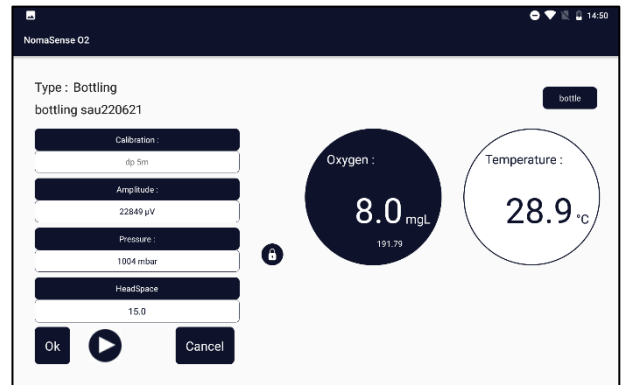 14:50
NomaSense O2
Type : Bottling
bottling sau220621
bottle
Calibration :
dp 5m
Amplitude :
22849 µV
Pressure :
1004 mbar
HeadSpace
15.0
Oxygen :
8.0 mgL
191.79
Temperature :
28.9 °C
Ok
Cancel